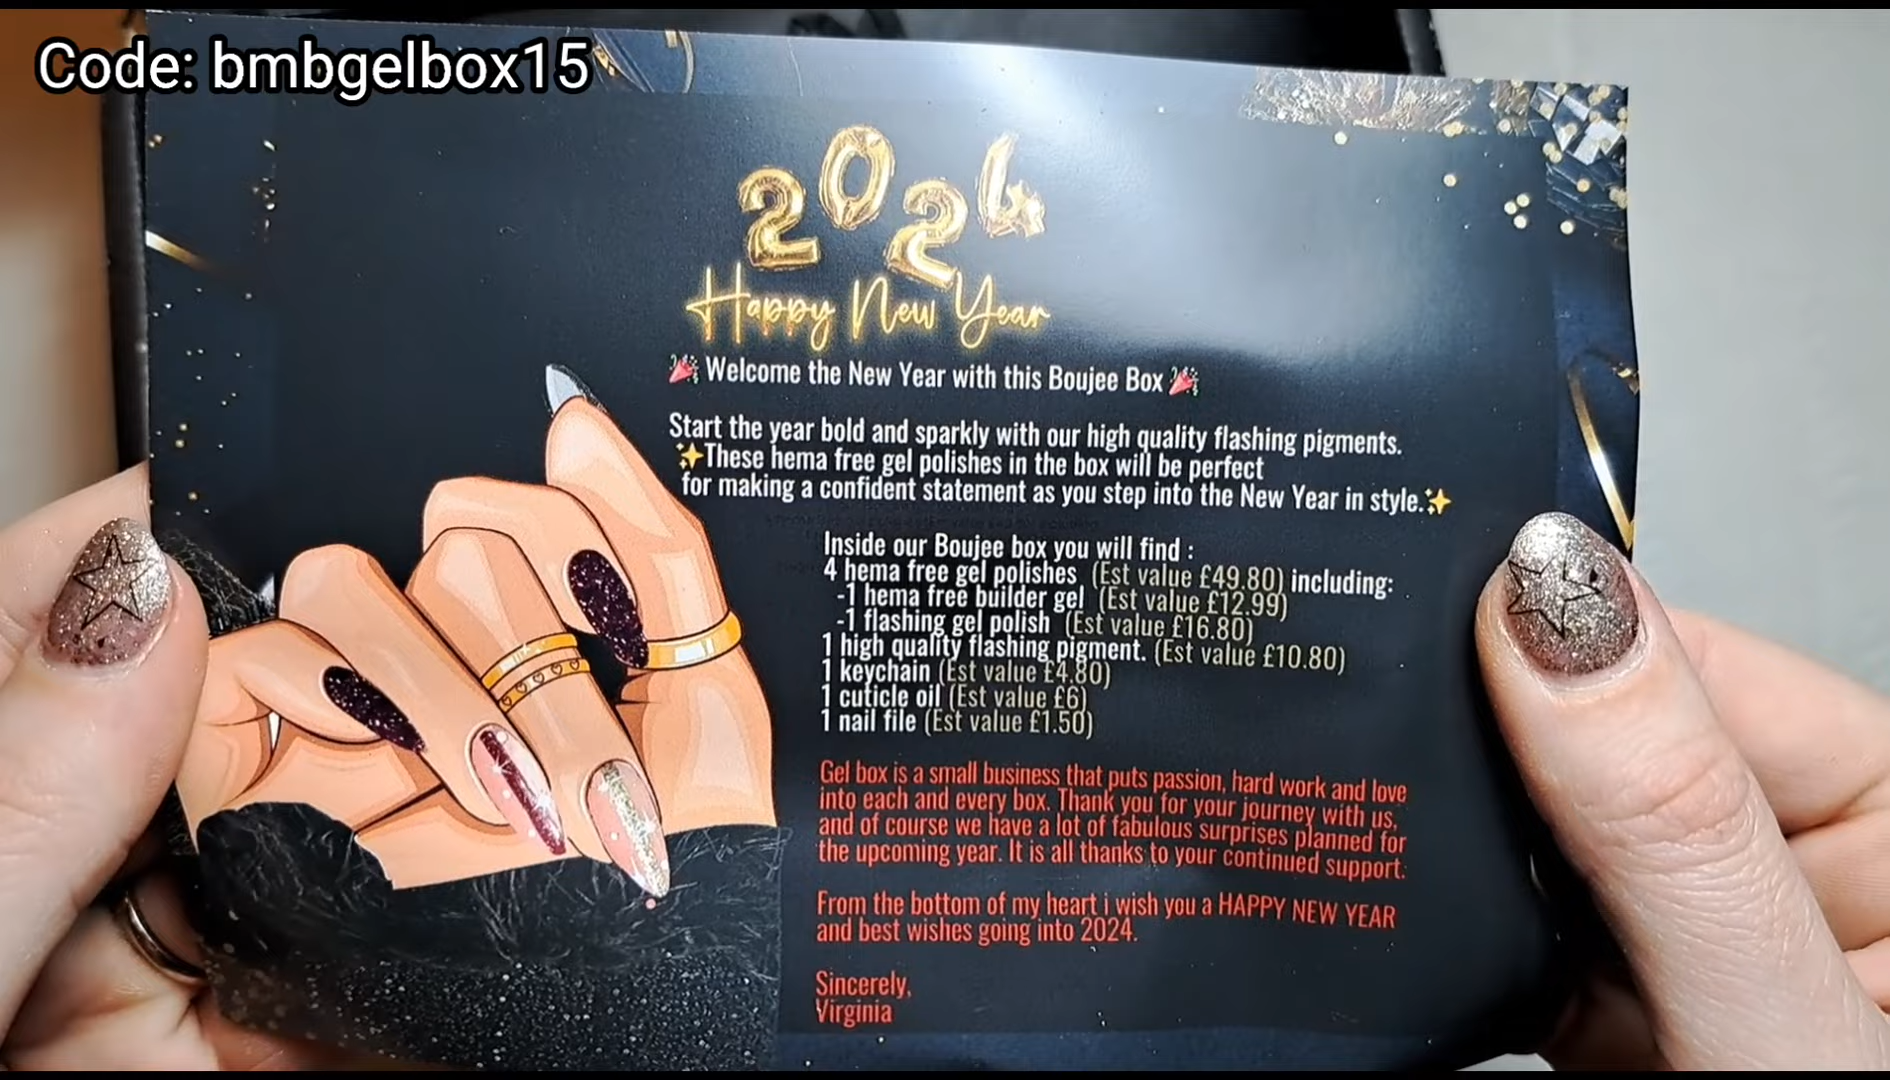 Code: bmbgelbox15
2024
Happy New Year
🎉 Welcome the New Year with this Boujee Box 🎉
Start the year bold and sparkly with our high quality flashing pigments.
✨These hema free gel polishes in the box will be perfect
for making a confident statement as you step into the New Year in style.✨
Inside our Boujee box you will find :
4 hema free gel polishes (Est value £49.80) including:
-1 hema free builder gel (Est value £12.99)
-1 flashing gel polish (Est value £16.80)
1 high quality flashing pigment. (Est value £10.80)
1 keychain (Est value £4.80)
1 cuticle oil (Est value £6)
1 nail file (Est value £1.50)
Gel box is a small business that puts passion, hard work and love
into each and every box. Thank you for your journey with us,
and of course we have a lot of fabulous surprises planned for
the upcoming year. It is all thanks to your continued support.
From the bottom of my heart i wish you a HAPPY NEW YEAR
and best wishes going into 2024.
Sincerely,
Virginia